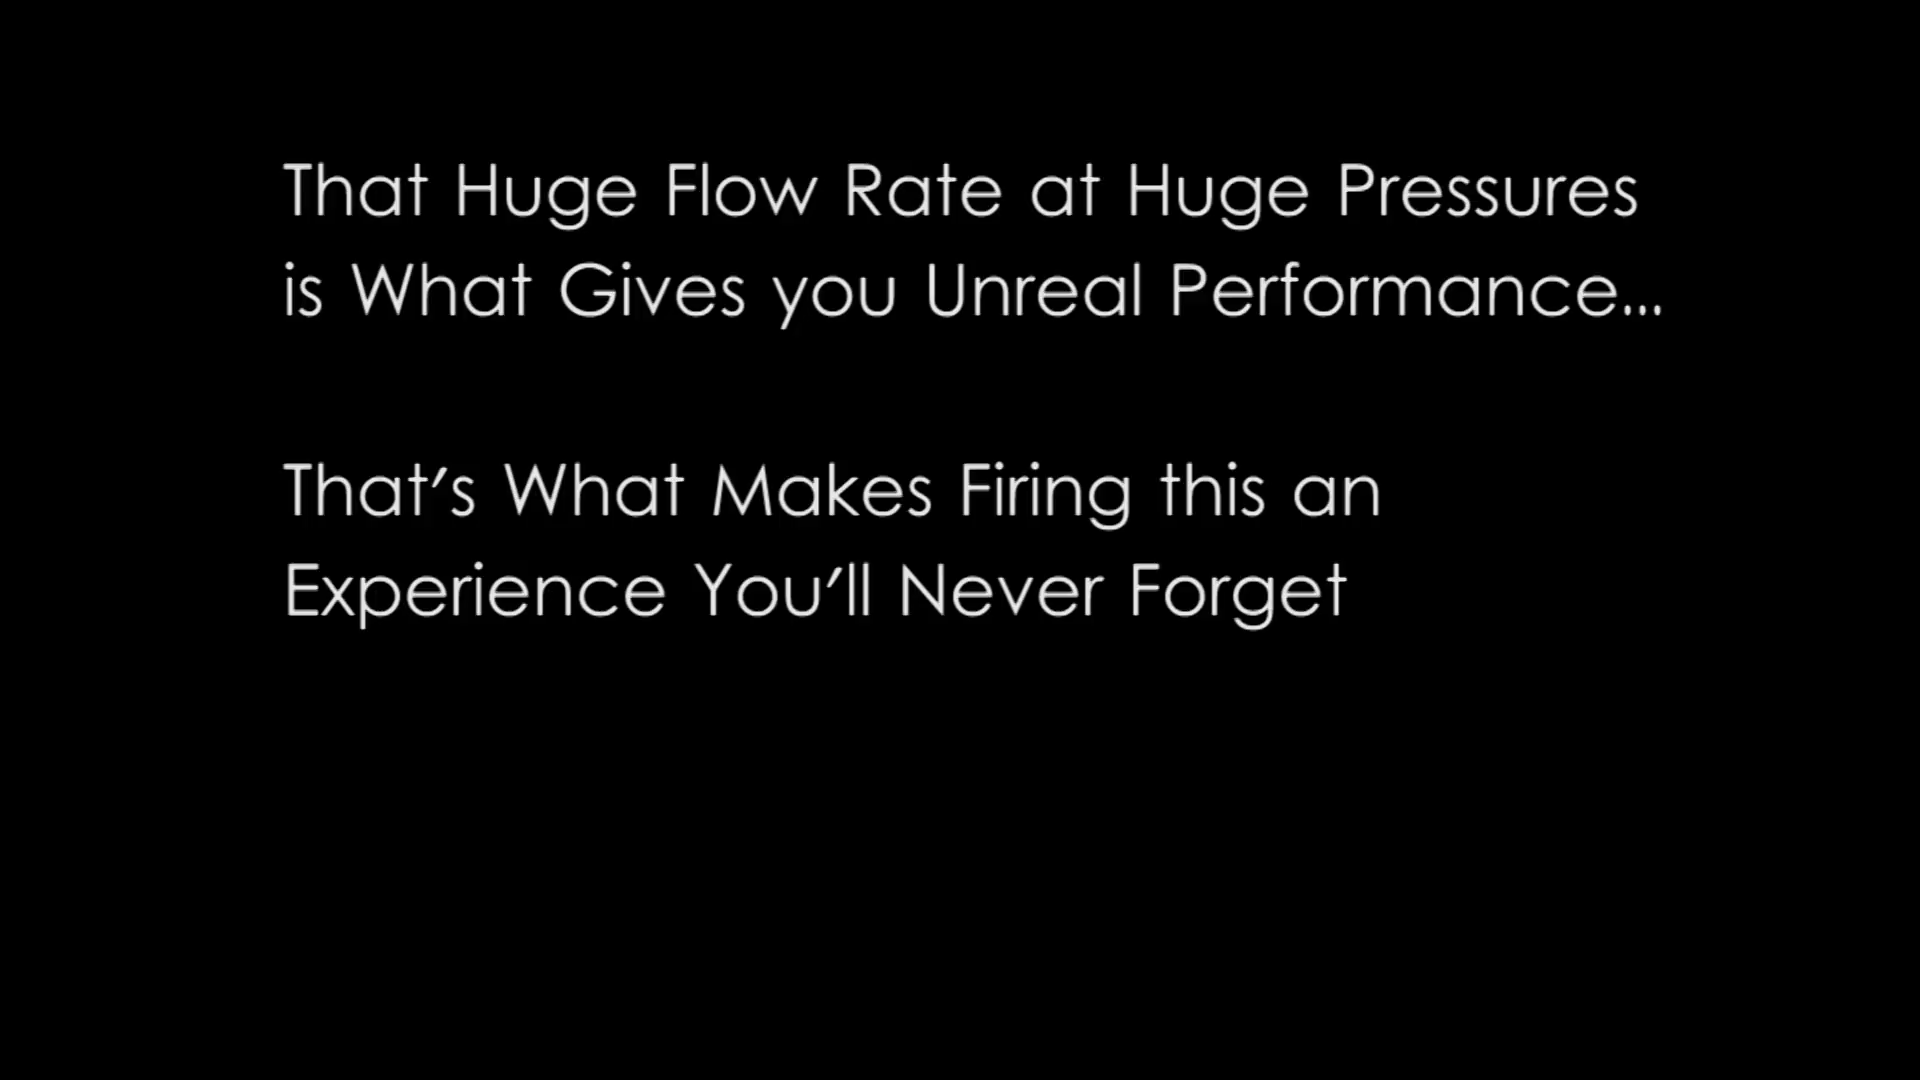 That Huge Flow Rate at Huge Pressures
is What Gives you Unreal Performance...
That's What Makes Firing this an
Experience You'll Never Forget